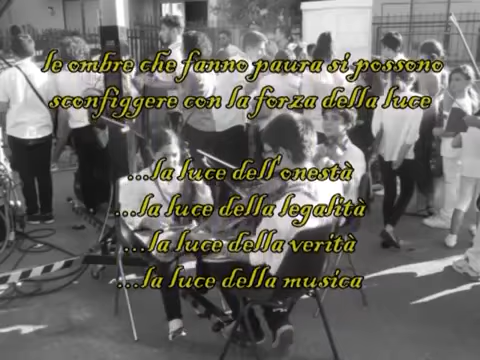 le ombre che fanno paura si possono
sconfiggere con la forza della luce
...la luce dell'onestà
...la luce della legalità
...la luce della verità
...la luce della musica